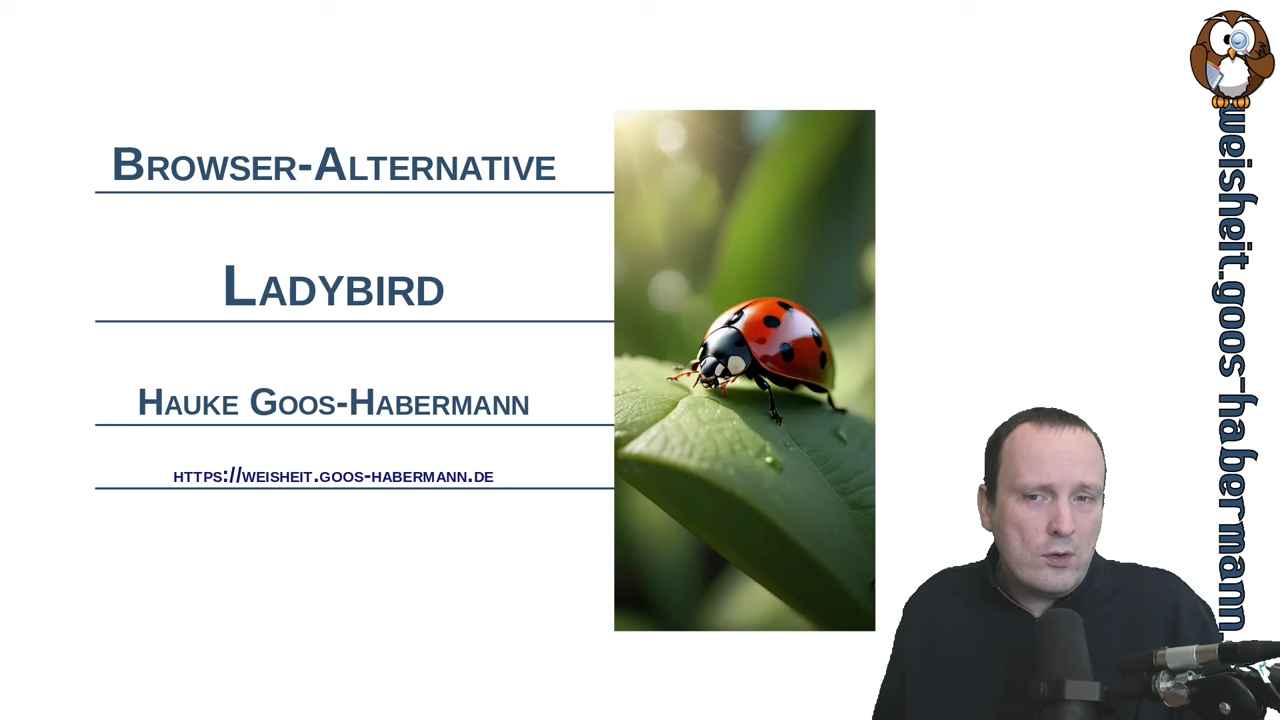 Browser-Alternative
Ladybird
Hauke Goos-Habermann
https://weisheit.goos-habermann.de
weisheit.goos-habermann